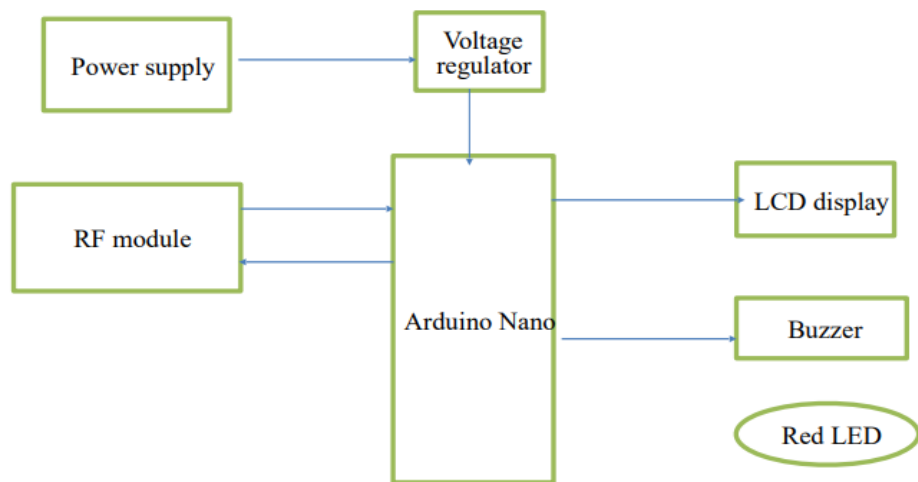 Power supply
Voltage
regulator
RF module
Arduino Nano
LCD display
Buzzer
Red LED